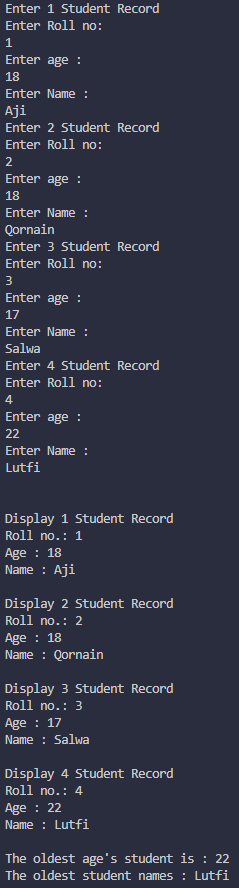 Enter 1 Student Record
Enter Roll no:
1
Enter age :
18
Enter Name :
Aji
Enter 2 Student Record
Enter Roll no:
2
Enter age :
18
Enter Name :
Qornain
Enter 3 Student Record
Enter Roll no:
3
Enter age :
17
Enter Name :
Salwa
Enter 4 Student Record
Enter Roll no:
4
Enter age :
22
Enter Name :
Lutfi
Display 1 Student Record
Roll no.: 1
Age : 18
Name : Aji
Display 2 Student Record
Roll no.: 2
Age : 18
Name : Qornain
Display 3 Student Record
Roll no.: 3
Age : 17
Name : Salwa
Display 4 Student Record
Roll no.: 4
Age : 22
Name : Lutfi
The oldest age's student is : 22
The oldest student names : Lutfi